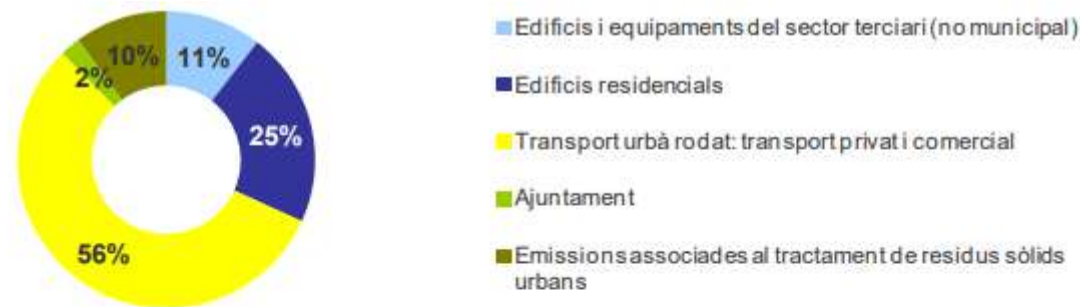 10%
11%
2%
25%
56%
Edificis i equipaments del sector terciari (no municipal)
Edificis residencials
Transport urbà rodat: transport privat i comercial
Ajuntament
Emissions associades al tractament de residus sòlids
urbans